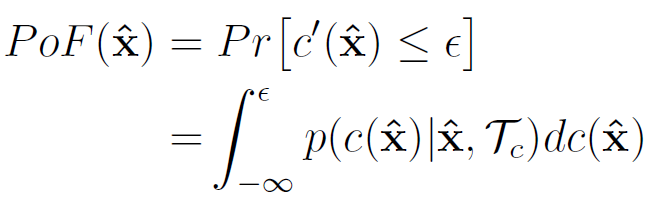 PoF(x̂) = Pr[c′(x̂) ≤ ϵ]
= ∫_{−∞}^{ϵ} p(c(x̂)|x̂, 𝒯_c)dc(x̂)